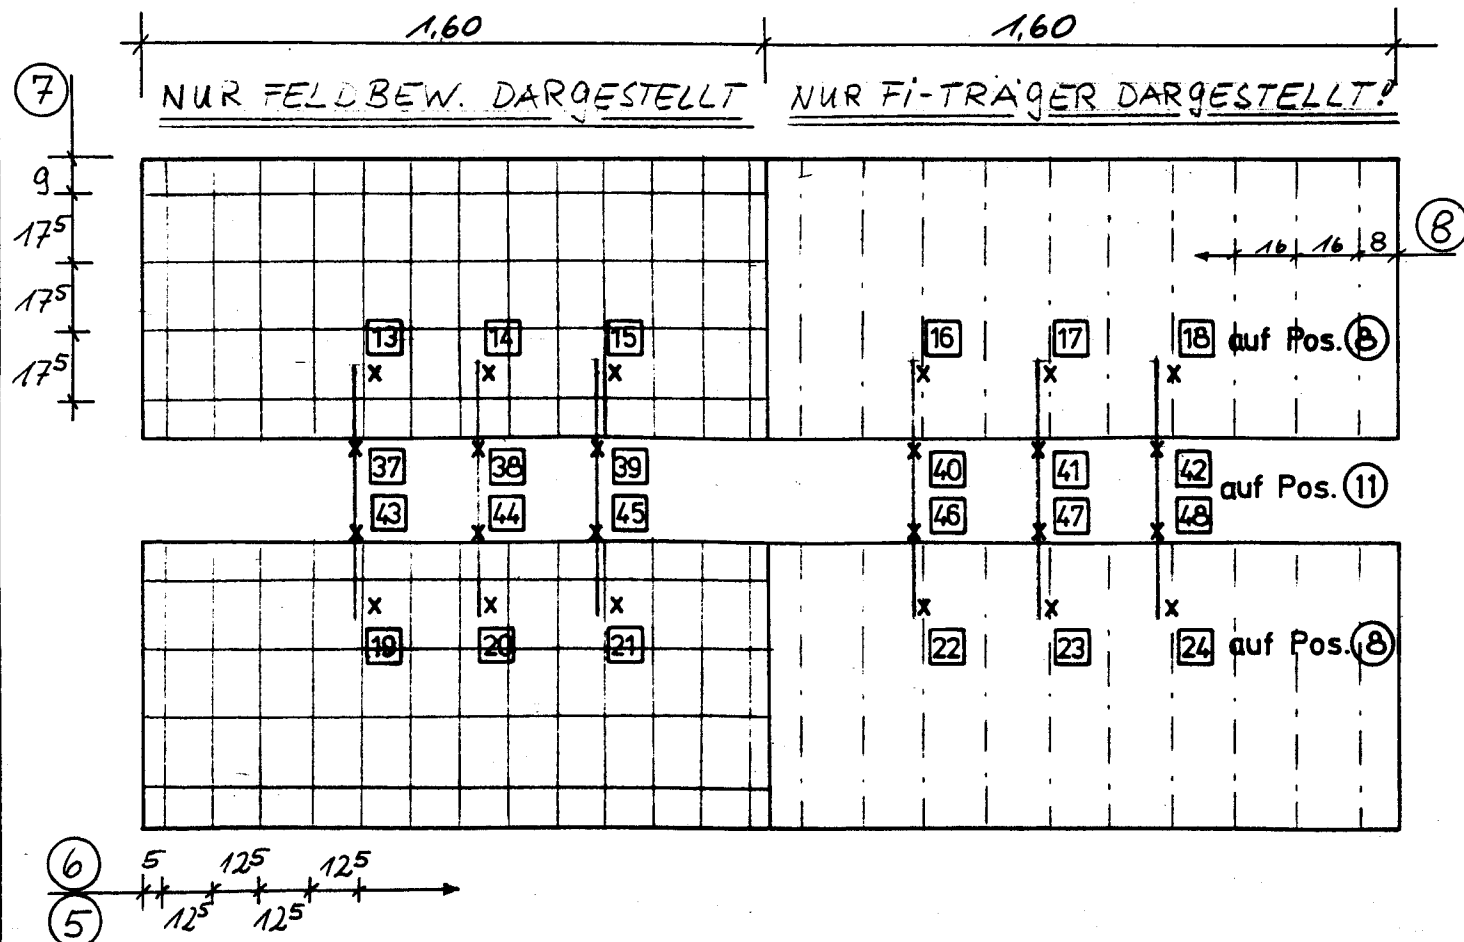 1,60 1,60
7 NUR FELDBEW. DARGESTELLT NUR Fi-TRÄGER DARGESTELLT!
9
17⁵
17⁵
17⁵
16 16 8 8
13 14 15 16 17 18 auf Pos. 8
x x x x x x
37 38 39 40 41 42
43 44 45 46 47 48
auf Pos. 11
x x x x x x
19 20 21 22 23 24 auf Pos. 8
6 5 12⁵ 12⁵
5 12⁵ 12⁵